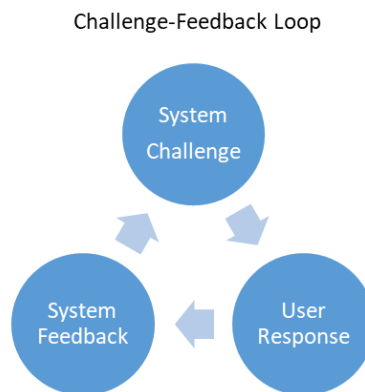 Challenge-Feedback Loop
System
Challenge
System
Feedback
User
Response